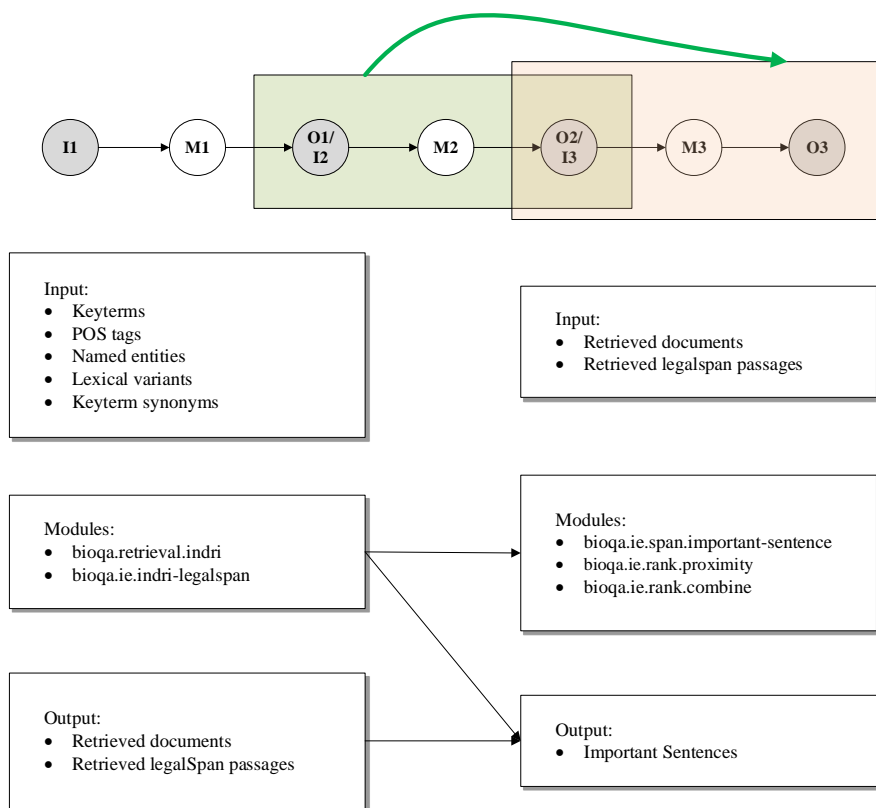 I1
M1
O1/
I2
M2
O2/
I3
M3
O3
Input:
• Keyterms
• POS tags
• Named entities
• Lexical variants
• Keyterm synonyms
Input:
• Retrieved documents
• Retrieved legalspan passages
Modules:
• bioqa.retrieval.indri
• bioqa.ie.indri-legalspan
Modules:
• bioqa.ie.span.important-sentence
• bioqa.ie.rank.proximity
• bioqa.ie.rank.combine
Output:
• Retrieved documents
• Retrieved legalSpan passages
Output:
• Important Sentences